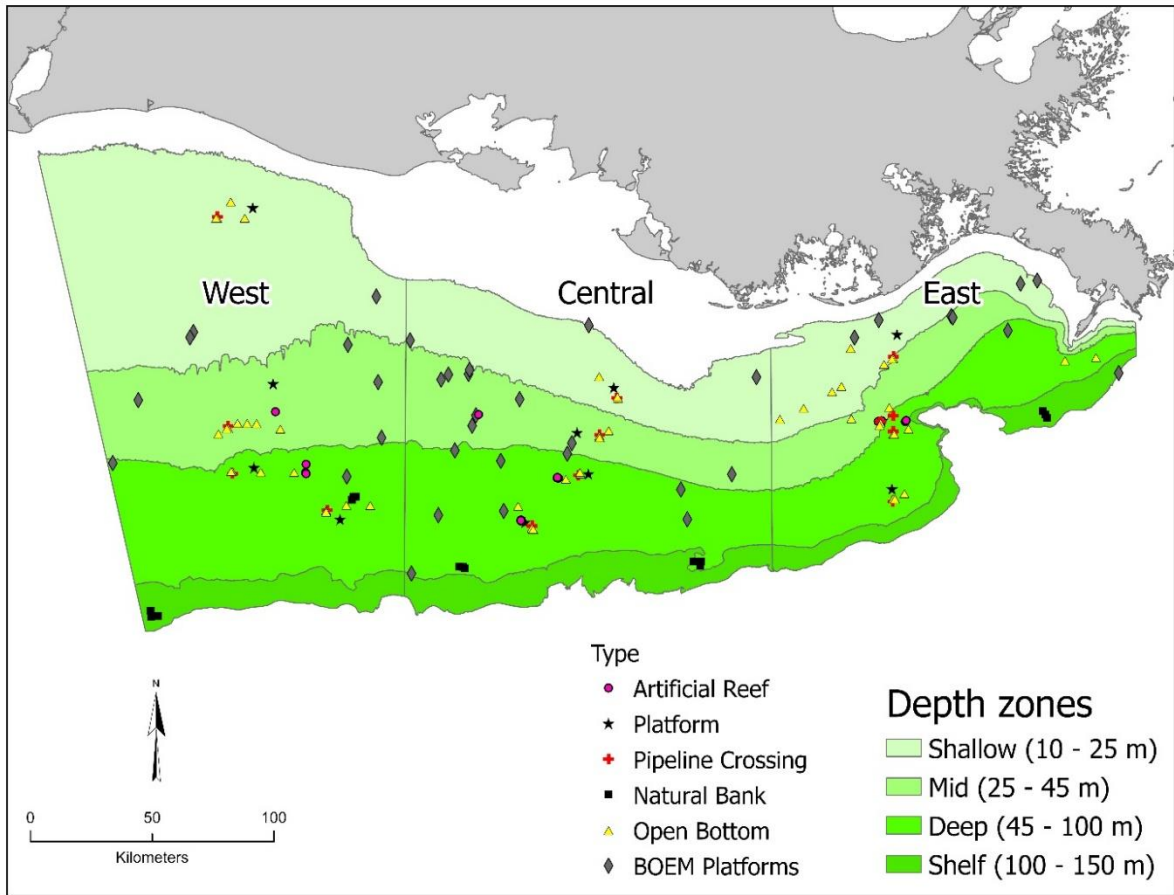 West
Central
East
Type
Artificial Reef
Platform
Pipeline Crossing
Natural Bank
Open Bottom
BOEM Platforms
Depth zones
Shallow (10 - 25 m)
Mid (25 - 45 m)
Deep (45 - 100 m)
Shelf (100 - 150 m)
N
0 50 100
Kilometers